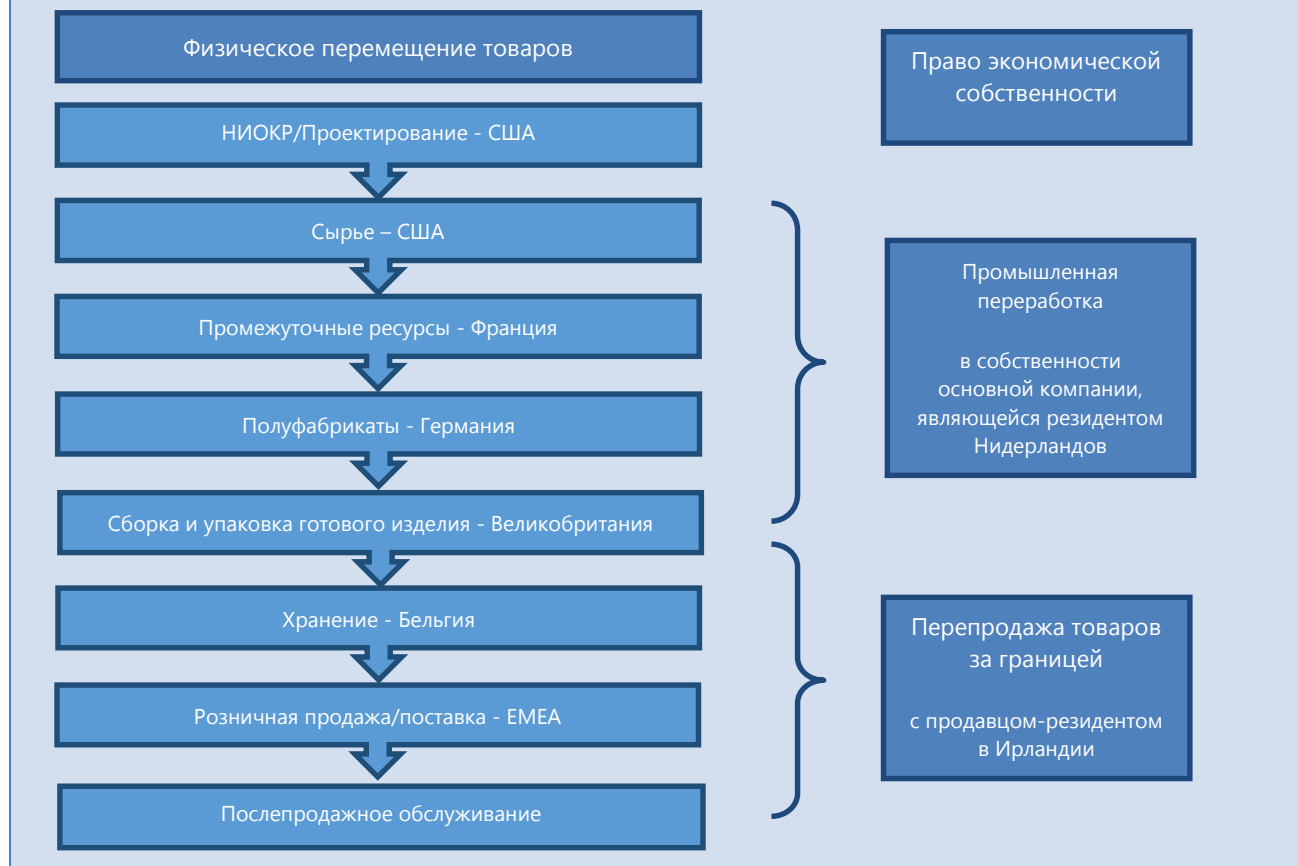 Физическое перемещение товаров
Право экономической
собственности
НИОКР/Проектирование - США
Сырье – США
Промежуточные ресурсы - Франция
Полуфабрикаты - Германия
Сборка и упаковка готового изделия - Великобритания
Промышленная
переработка
в собственности
основной компании,
являющейся резидентом
Нидерландов
Хранение - Бельгия
Розничная продажа/поставка - EMEA
Послепродажное обслуживание
Перепродажа товаров
за границей
с продавцом-резидентом
в Ирландии